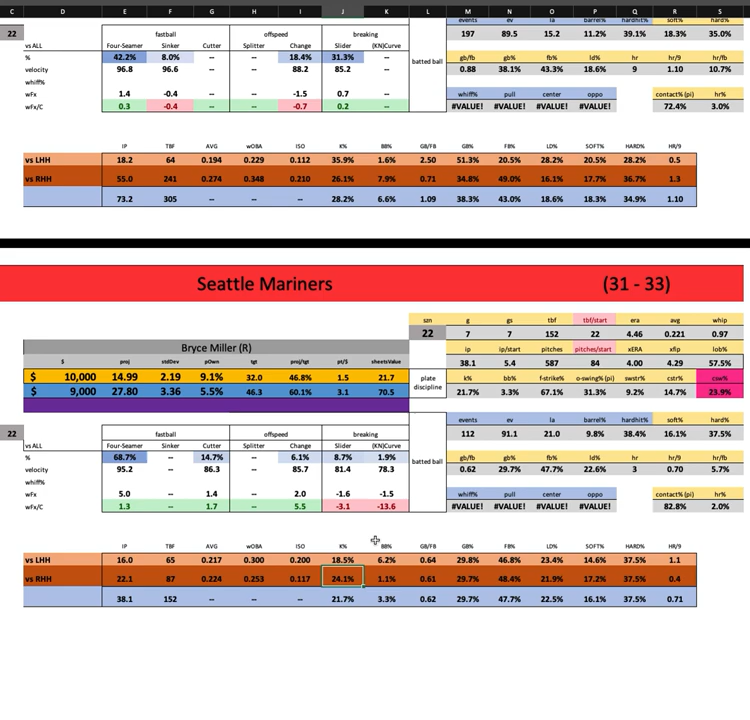 C D E F G H I J K L M N O P Q R S
events ev la barrel% hardhit% soft% hard%
22 fastball offspeed breaking 197 89.5 15.2 11.2% 39.1% 18.3% 35.0%
vs ALL Four-Seamer Sinker Cutter Splitter Change Slider (KN)Curve
% 42.2% 8.0% -- -- 18.4% 31.3% -- batted ball gb/fb gb% fb% ld% hr hr/9 hr/fb
velocity 96.8 96.6 -- -- 88.2 85.2 -- 0.88 38.1% 43.3% 18.6% 9 1.10 10.7%
whiff%
wFx 1.4 -0.4 -- -- -1.5 0.7 -- whiff% pull center oppo contact% (pi) hr%
wFx/C 0.3 -0.4 -- -- -0.7 0.2 -- #VALUE! #VALUE! #VALUE! #VALUE! 72.4% 3.0%
IP TBF AVG wOBA ISO K% BB% GB/FB GB% FB% LD% SOFT% HARD% HR/9
vs LHH 18.2 64 0.194 0.229 0.112 35.9% 1.6% 2.50 51.3% 20.5% 28.2% 20.5% 28.2% 0.5
vs RHH 55.0 241 0.274 0.348 0.210 26.1% 7.9% 0.71 34.8% 49.0% 16.1% 17.7% 36.7% 1.3
73.2 305 -- -- -- 28.2% 6.6% 1.09 38.3% 43.0% 18.6% 18.3% 34.9% 1.10
Seattle Mariners (31 - 33)
szn g gs tbf tbf/start era avg whip
22 7 7 152 22 4.46 0.221 0.97
Bryce Miller (R) ip ip/start pitches pitches/start xERA xfip lob%
$ proj stdDev pOwn tgt proj/tgt pt/$ sheetsValue 38.1 5.4 587 84 4.00 4.29 57.5%
$ 10,000 14.99 2.19 9.1% 32.0 46.8% 1.5 21.7 plate discipline k% bb% f-strike% o-swing% (pi) swstr% cstr% csw%
$ 9,000 27.80 3.36 5.5% 46.3 60.1% 3.1 70.5 21.7% 3.3% 67.1% 31.3% 9.2% 14.7% 23.9%
events ev la barrel% hardhit% soft% hard%
22 fastball offspeed breaking 112 91.1 21.0 9.8% 38.4% 16.1% 37.5%
vs ALL Four-Seamer Sinker Cutter Splitter Change Slider (KN)Curve
% 68.7% -- 14.7% -- 6.1% 8.7% 1.9% batted ball gb/fb gb% fb% ld% hr hr/9 hr/fb
velocity 95.2 -- 86.3 -- 85.7 81.4 78.3 0.62 29.7% 47.7% 22.6% 3 0.70 5.7%
whiff%
wFx 5.0 -- 1.4 -- 2.0 -1.6 -1.5 whiff% pull center oppo contact% (pi) hr%
wFx/C 1.3 -- 1.7 -- 5.5 -3.1 -13.6 #VALUE! #VALUE! #VALUE! #VALUE! 82.8% 2.0%
IP TBF AVG wOBA ISO K% BB% GB/FB GB% FB% LD% SOFT% HARD% HR/9
vs LHH 16.0 65 0.217 0.300 0.200 18.5% 6.2% 0.64 29.8% 46.8% 23.4% 14.6% 37.5% 1.1
vs RHH 22.1 87 0.224 0.253 0.117 24.1% 1.1% 0.61 29.7% 48.4% 21.9% 17.2% 37.5% 0.4
38.1 152 -- -- -- 21.7% 3.3% 0.62 29.7% 47.7% 22.5% 16.1% 37.5% 0.71